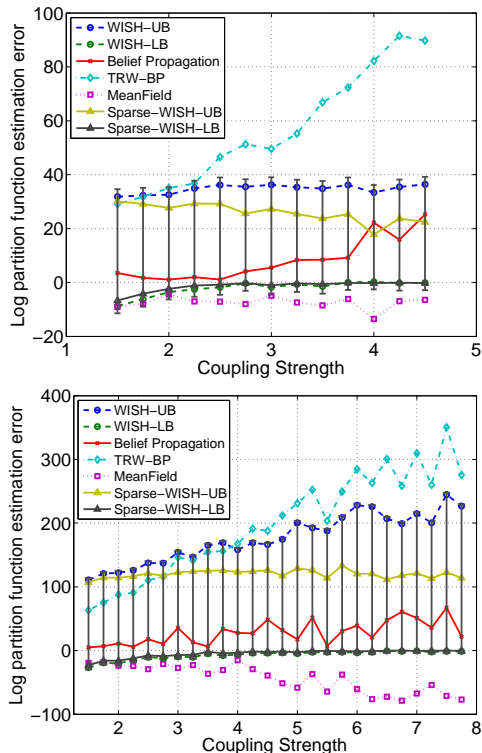 Log partition function estimation error
100
80
60
40
20
0
−20
WISH−UB
WISH−LB
Belief Propagation
TRW−BP
MeanField
Sparse−WISH−UB
Sparse−WISH−LB
1
2
3
4
5
Coupling Strength
Log partition function estimation error
400
300
200
100
0
−100
WISH−UB
WISH−LB
Belief Propagation
TRW−BP
MeanField
Sparse−WISH−UB
Sparse−WISH−LB
2
3
4
5
6
7
8
Coupling Strength